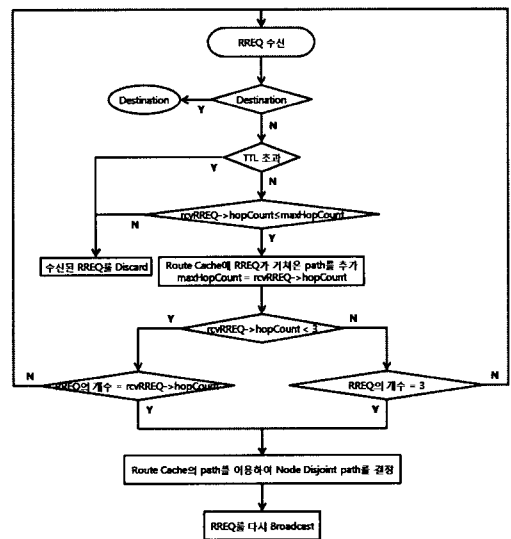 RREQ 수신
Destination
Destination
Y
N
TTL 초과
Y
N
rcvRREQ->hopCount≤maxHopCount
N
Y
수신된 RREQ를 Discard
Route Cache에 RREQ가 거쳐온 path를 추가
maxHopCount = rcvRREQ->hopCount
Y
N
rcvRREQ->hopCount < 3
N
N
RREQ의 개수 = rcvRREQ->hopCount
RREQ의 개수 = 3
Y
Y
Route Cache의 path를 이용하여 Node Disjoint path를 결정
RREQ를 다시 Broadcast